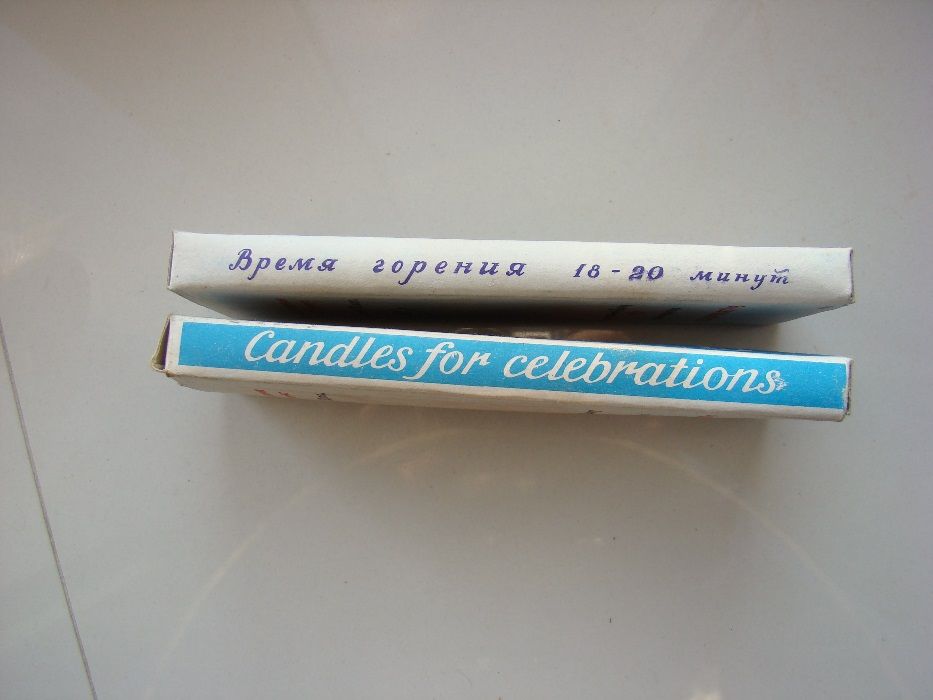 Время горения 18-20 минут
Candles for celebrations